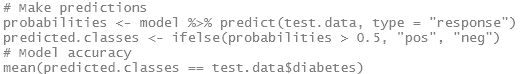 # Make predictions
probabilities <- model %>% predict(test.data, type = "response")
predicted.classes <- ifelse(probabilities > 0.5, "pos", "neg")
# Model accuracy
mean(predicted.classes == test.data$diabetes)